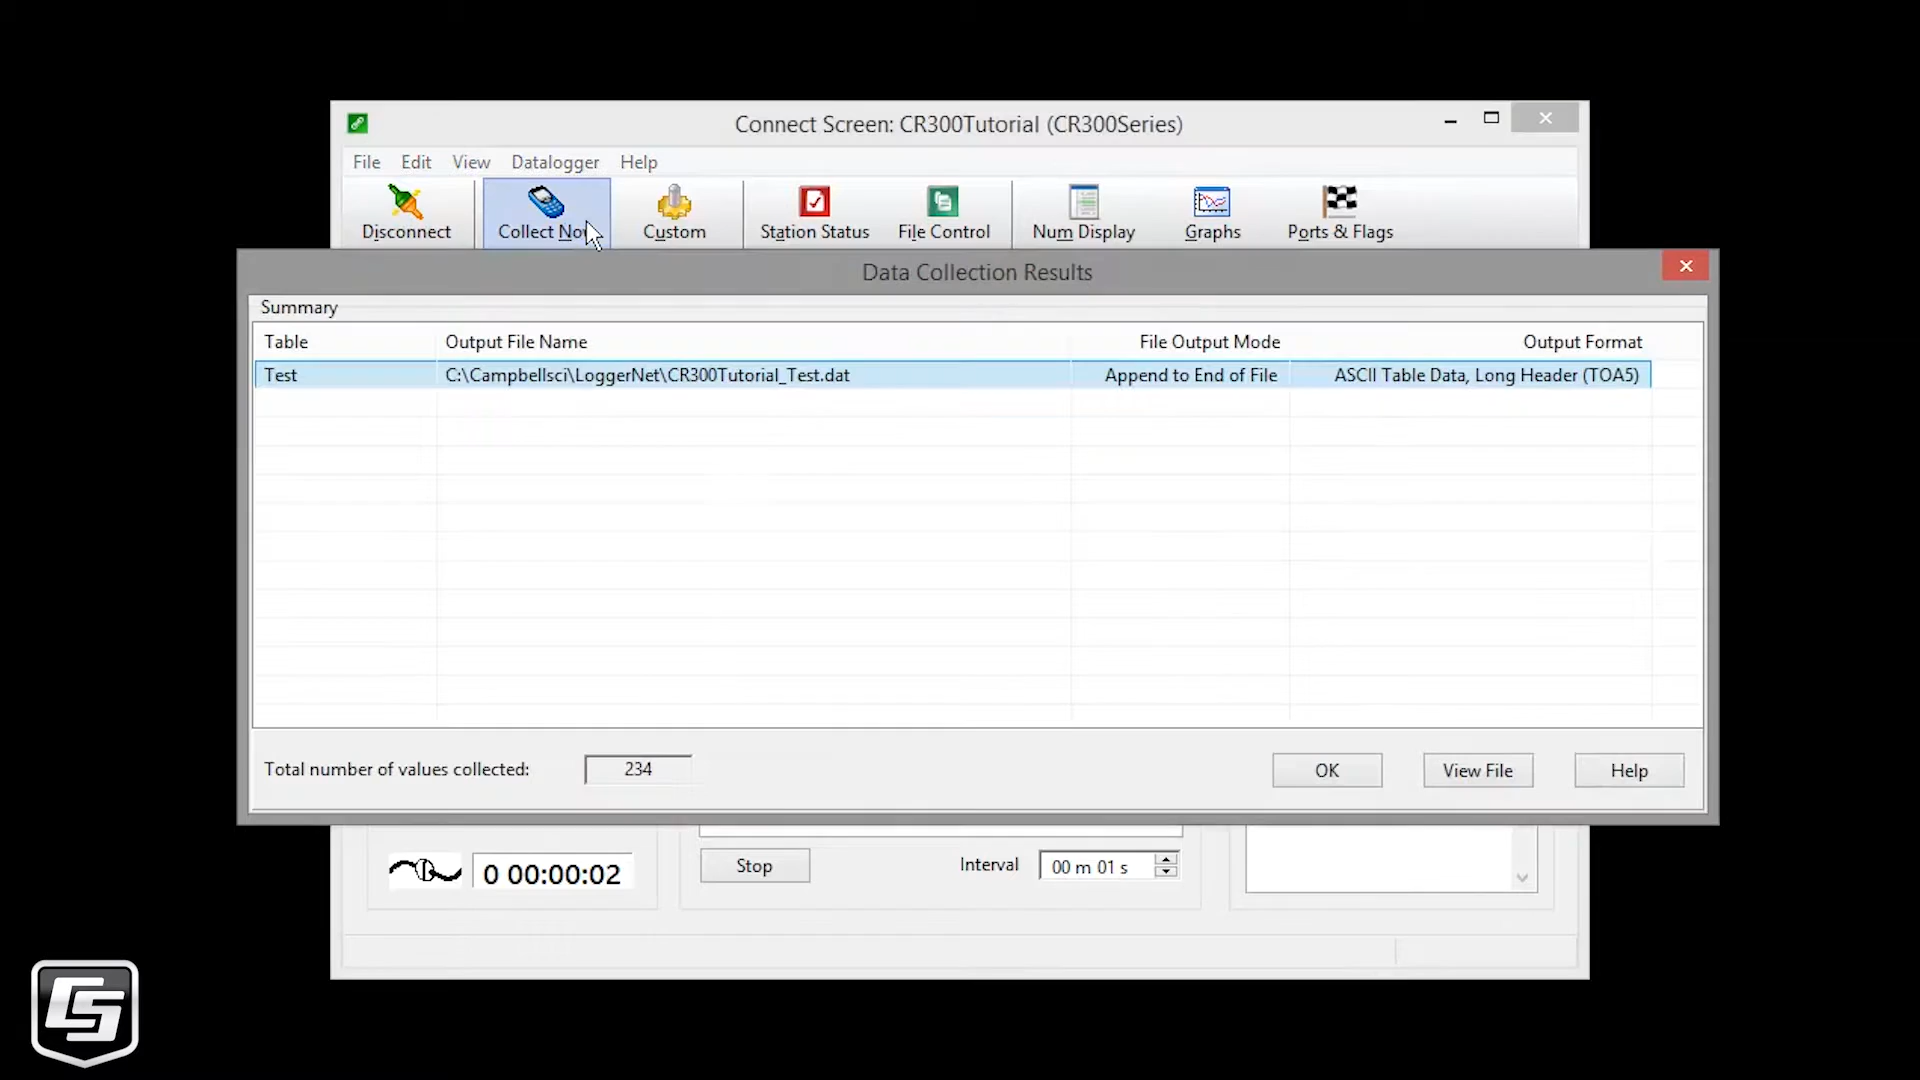 Connect Screen: CR300Tutorial (CR300Series)
File Edit View Datalogger Help
Disconnect Collect Now Custom Station Status File Control Num Display Graphs Ports & Flags
Data Collection Results
Summary
Table Output File Name File Output Mode Output Format
Test C:\Campbellsci\LoggerNet\CR300Tutorial_Test.dat Append to End of File ASCII Table Data, Long Header (TOA5)
Total number of values collected: 234 OK View File Help
0 00:00:02 Stop Interval 00 m 01 s
CS